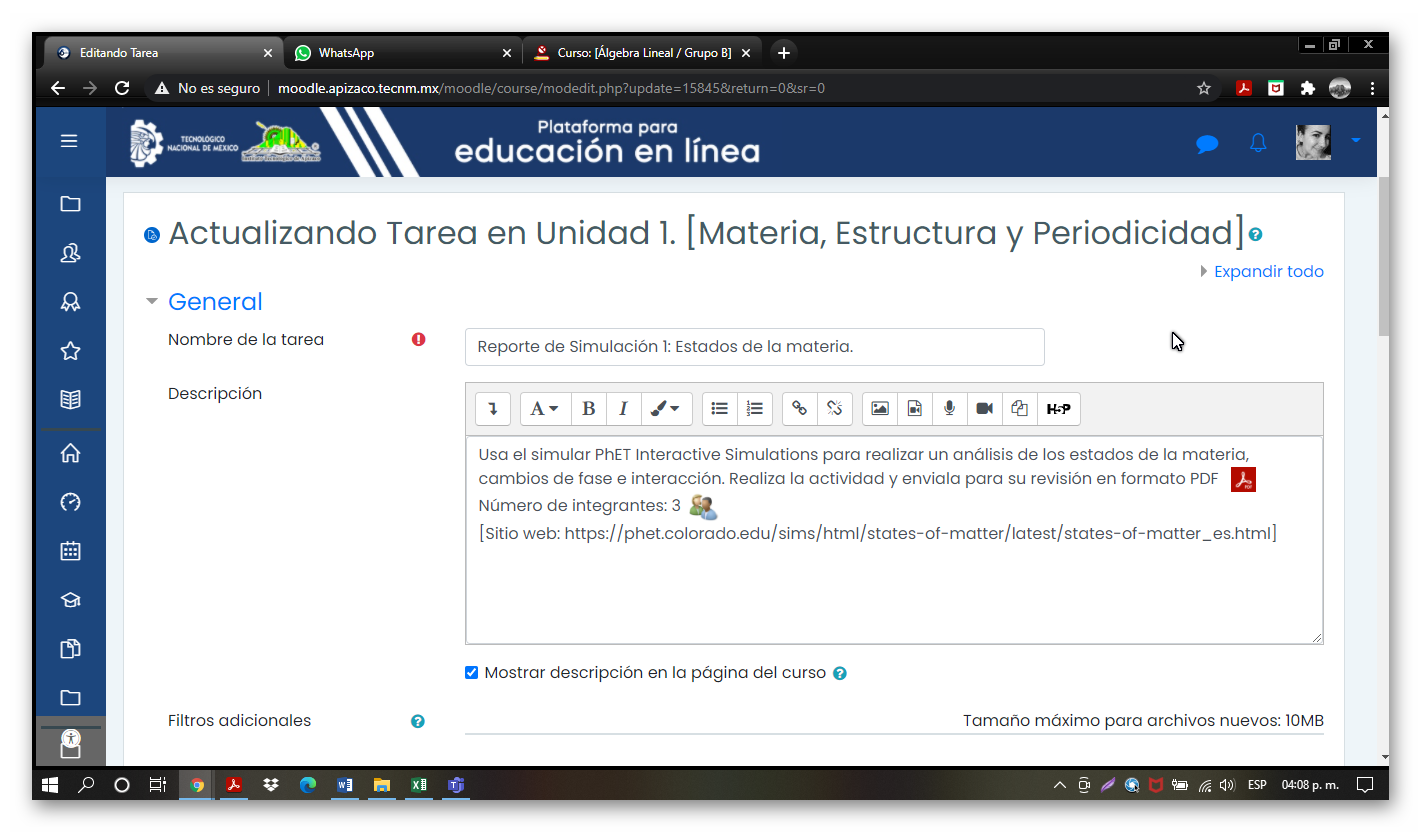 Editando Tarea
WhatsApp
Curso: [Álgebra Lineal / Grupo B]
No es seguro
moodle.apizaco.tecnm.mx/moodle/course/modedit.php?update=15845&return=0&sr=0
TECNOLÓGICO
NACIONAL DE MÉXICO
Plataforma para
educación en línea
Actualizando Tarea en Unidad 1. [Materia, Estructura y Periodicidad]
Expandir todo
General
Nombre de la tarea
Reporte de Simulación 1: Estados de la materia.
Descripción
A B I
H5P
Usa el simular PhET Interactive Simulations para realizar un análisis de los estados de la materia,
cambios de fase e interacción. Realiza la actividad y enviala para su revisión en formato PDF
Número de integrantes: 3
[Sitio web: https://phet.colorado.edu/sims/html/states-of-matter/latest/states-of-matter_es.html]
Mostrar descripción en la página del curso
Filtros adicionales
Tamaño máximo para archivos nuevos: 10MB
ESP
04:08 p. m.